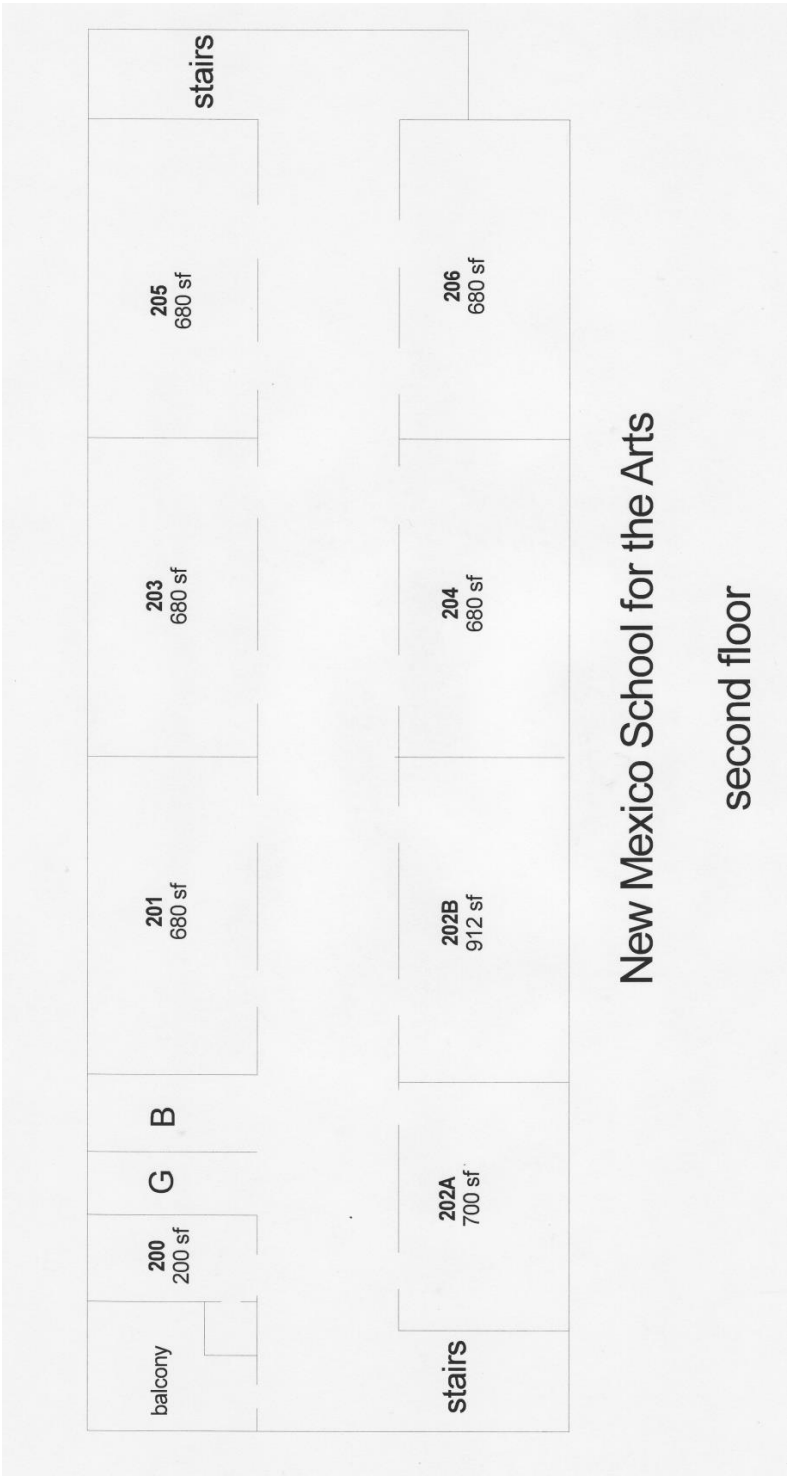 balcony
200
200 sf
G
B
201
680 sf
203
680 sf
205
680 sf
stairs
stairs
202A
700 sf
202B
912 sf
204
680 sf
206
680 sf
New Mexico School for the Arts
second floor